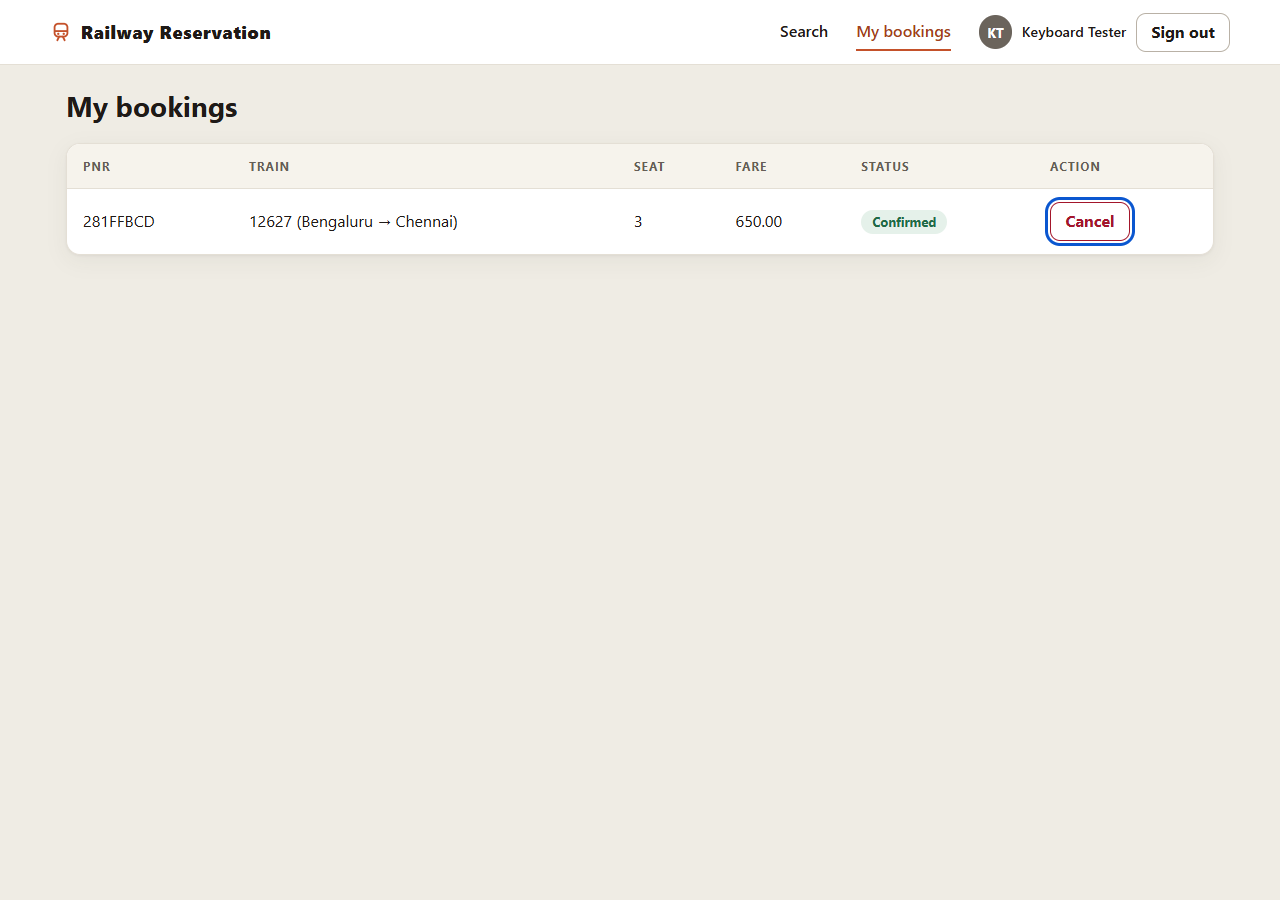 Railway Reservation
Search
My bookings
KT
Keyboard Tester
Sign out
My bookings
PNR TRAIN SEAT FARE STATUS ACTION
281FFBCD 12627 (Bengaluru → Chennai) 3 650.00 Confirmed Cancel